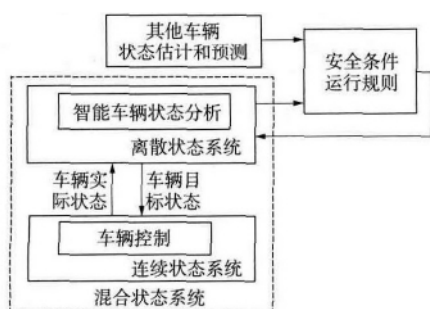 其他车辆
状态估计和预测
安全条件
运行规则
智能车辆状态分析
离散状态系统
车辆实
际状态
车辆目
标状态
车辆控制
连续状态系统
混合状态系统